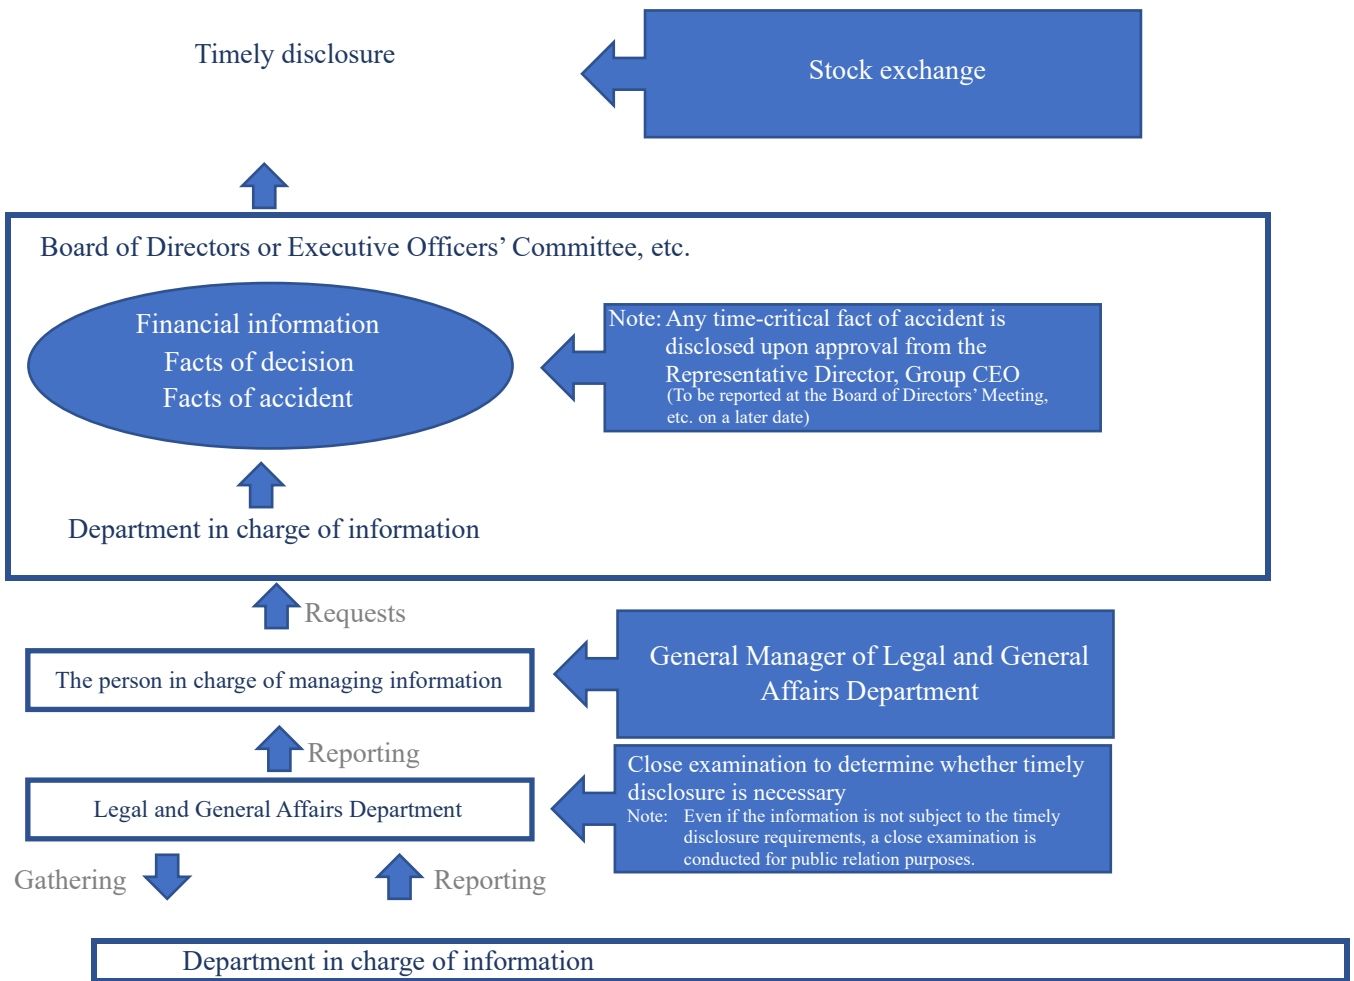 Timely disclosure
Stock exchange
Board of Directors or Executive Officers’ Committee, etc.
Financial information
Facts of decision
Facts of accident
Note: Any time-critical fact of accident is
disclosed upon approval from the
Representative Director, Group CEO
(To be reported at the Board of Directors’ Meeting,
etc. on a later date)
Department in charge of information
Requests
The person in charge of managing information
General Manager of Legal and General
Affairs Department
Reporting
Legal and General Affairs Department
Close examination to determine whether timely
disclosure is necessary
Note: Even if the information is not subject to the timely
disclosure requirements, a close examination is
conducted for public relation purposes.
Gathering
Reporting
Department in charge of information